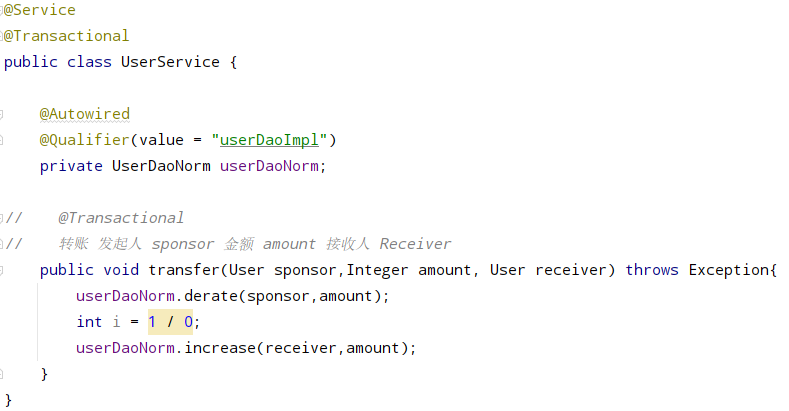 @Service
@Transactional
public class UserService {
@Autowired
@Qualifier(value = "userDaoImpl")
private UserDaoNorm userDaoNorm;
//    @Transactional
//    转账 发起人 sponsor 金额 amount 接收人 Receiver
public void transfer(User sponsor,Integer amount, User receiver) throws Exception{
userDaoNorm.derate(sponsor,amount);
int i = 1 / 0;
userDaoNorm.increase(receiver,amount);
}
}